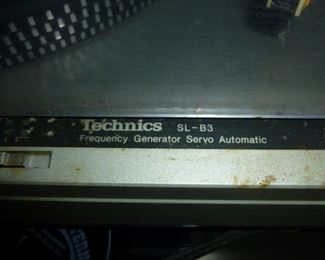 Technics SL-B3
Frequency Generator Servo Automatic